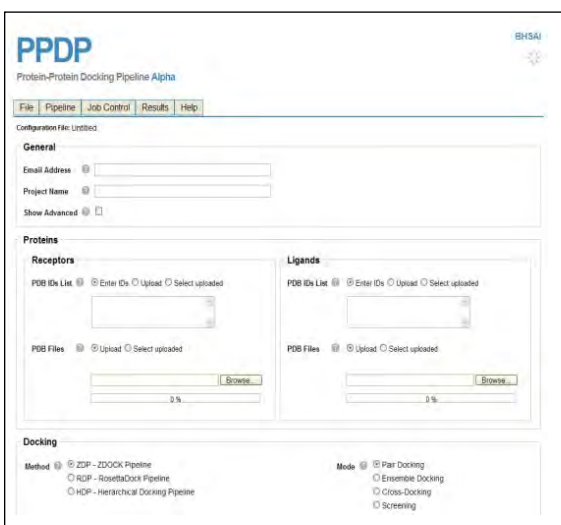 BHSAI
PPDP
Protein-Protein Docking Pipeline Alpha
File Pipeline Job Control Results Help
Configuration File: Untitled
General
Email Address
Project Name
Show Advanced
Proteins
Receptors
PDB IDs List Enter IDs Upload Select uploaded
PDB Files Upload Select uploaded
Browse...
0 %
Ligands
PDB IDs List Enter IDs Upload Select uploaded
PDB Files Upload Select uploaded
Browse...
0 %
Docking
Method ZDP - ZDOCK Pipeline
RDP - RosettaDock Pipeline
HDP - Hierarchical Docking Pipeline
Mode Pair Docking
Ensemble Docking
Cross-Docking
Screening